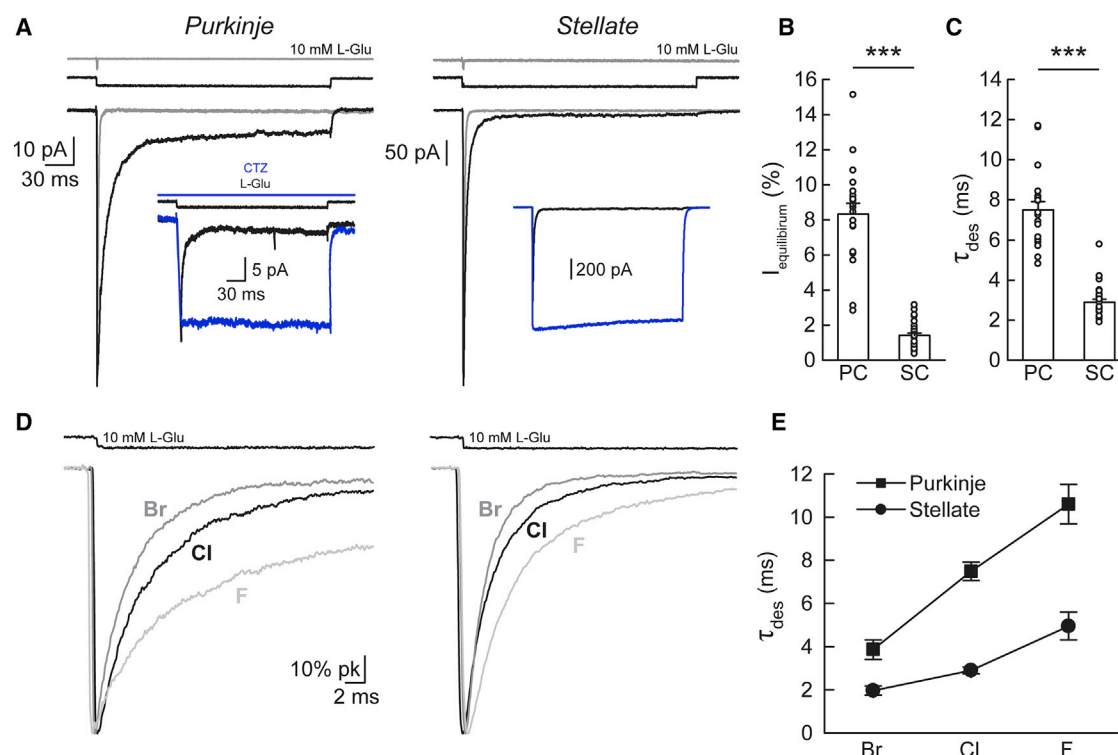 A
Purkinje
10 mM L-Glu
10 pA
30 ms
CTZ
L-Glu
5 pA
30 ms
Stellate
10 mM L-Glu
50 pA
200 pA
B
***
I equilibirum (%)
16
14
12
10
8
6
4
2
0
PC SC
C
***
τdes (ms)
14
12
10
8
6
4
2
0
PC SC
D
10 mM L-Glu
Br
Cl
F
10% pk
2 ms
10 mM L-Glu
Br
Cl
F
E
Purkinje
Stellate
τdes (ms)
12
10
8
6
4
2
0
Br Cl F